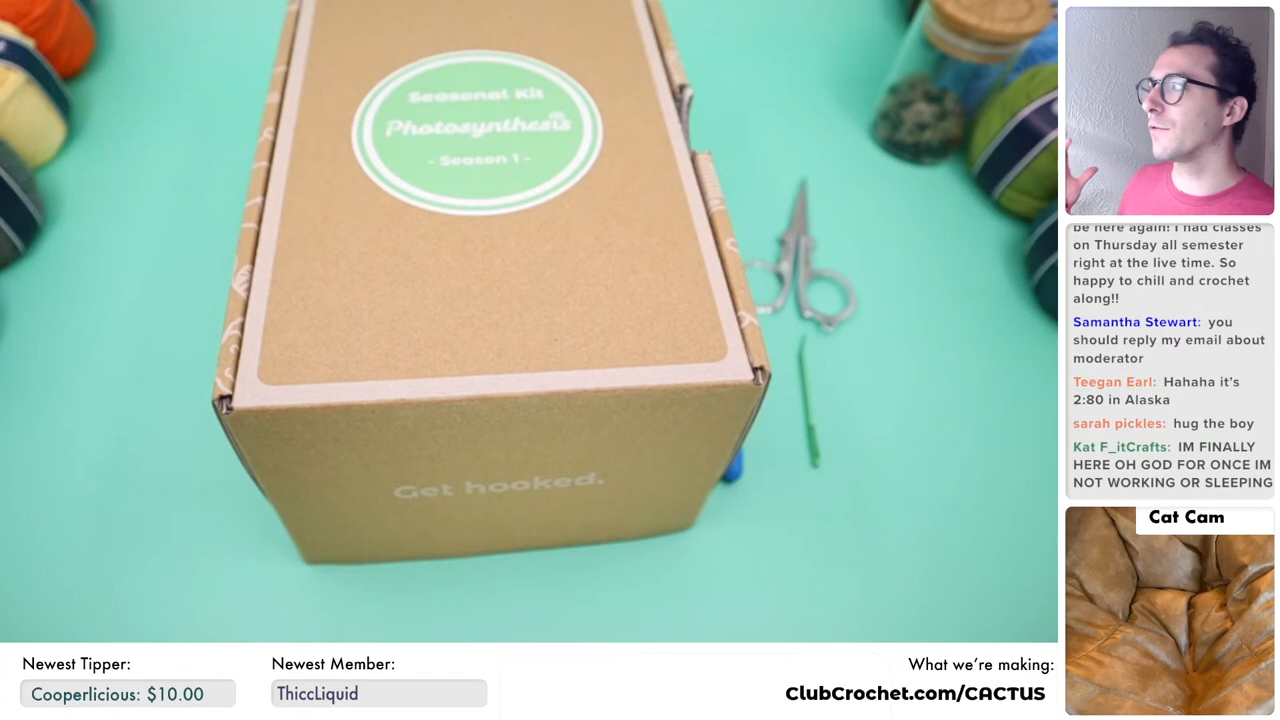 Seasonal Kit
Photosynthesis
- Season 1 -
Get hooked.
be here again! I had classes
on Thursday all semester
right at the live time. So
happy to chill and crochet
along!!
Samantha Stewart: you
should reply my email about
moderator
Teegan Earl: Hahaha it's
2:80 in Alaska
sarah pickles: hug the boy
Kat F_itCrafts: IM FINALLY
HERE OH GOD FOR ONCE IM
NOT WORKING OR SLEEPING
Cat Cam
Newest Tipper:
Cooperlicious: $10.00
Newest Member:
ThiccLiquid
What we're making:
ClubCrochet.com/CACTUS